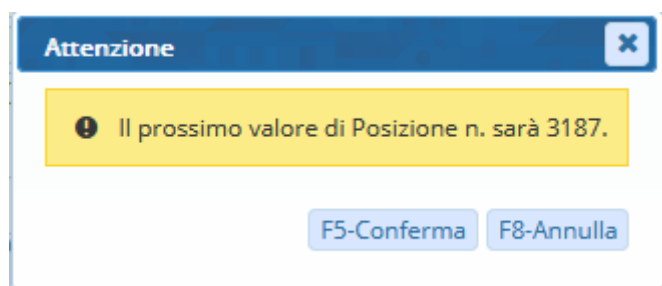 Attenzione
Il prossimo valore di Posizione n. sarà 3187.
F5-Conferma F8-Annulla